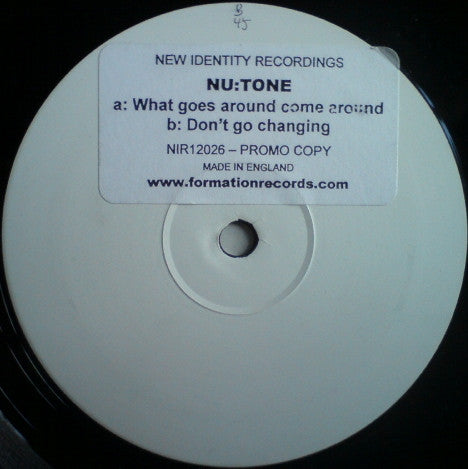 B
45
NEW IDENTITY RECORDINGS
NU:TONE
a: What goes around come around
b: Don't go changing
NIR12026 – PROMO COPY
MADE IN ENGLAND
www.formationrecords.com